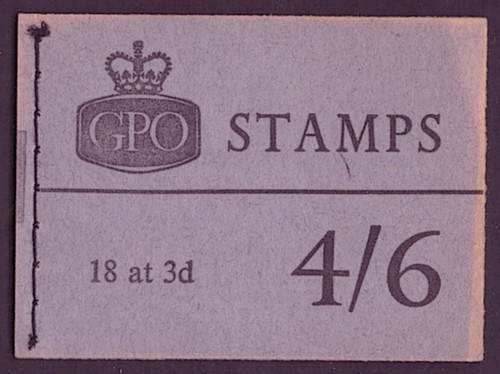 GPO STAMPS
18 at 3d 4/6